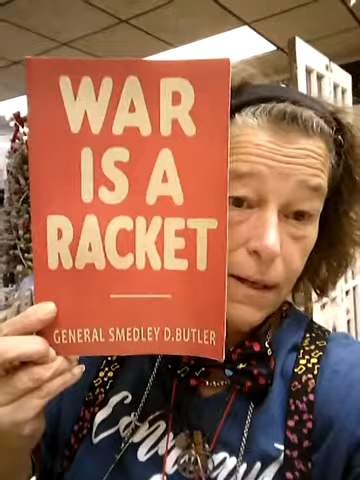 WAR
IS A
RACKET
GENERAL SMEDLEY D. BUTLER